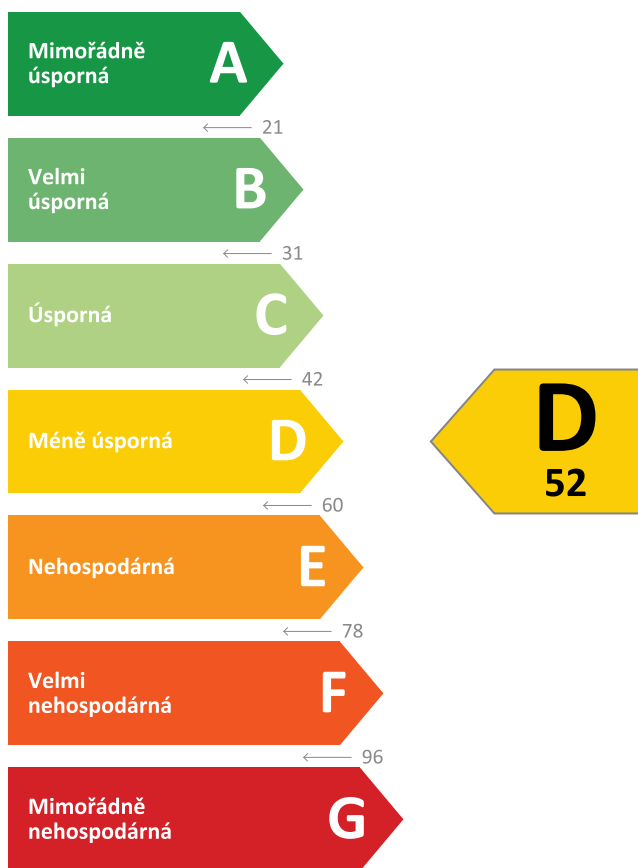 Mimořádně
úsporná
A
21
Velmi
úsporná
B
31
Úsporná
C
42
Méně úsporná
D
D
52
60
Nehospodárná
E
78
Velmi
nehospodárná
F
96
Mimořádně
nehospodárná
G